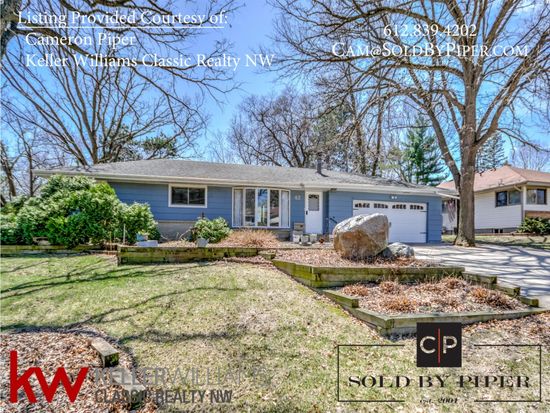 Listing Provided Courtesy of:
Cameron Piper
Keller Williams Classic Realty NW
612.839.4202
Cam@SoldByPiper.com
kw
KELLERWILLIAMS
CLASSIC REALTY NW
C|P
SOLD BY PIPER
est. 2001